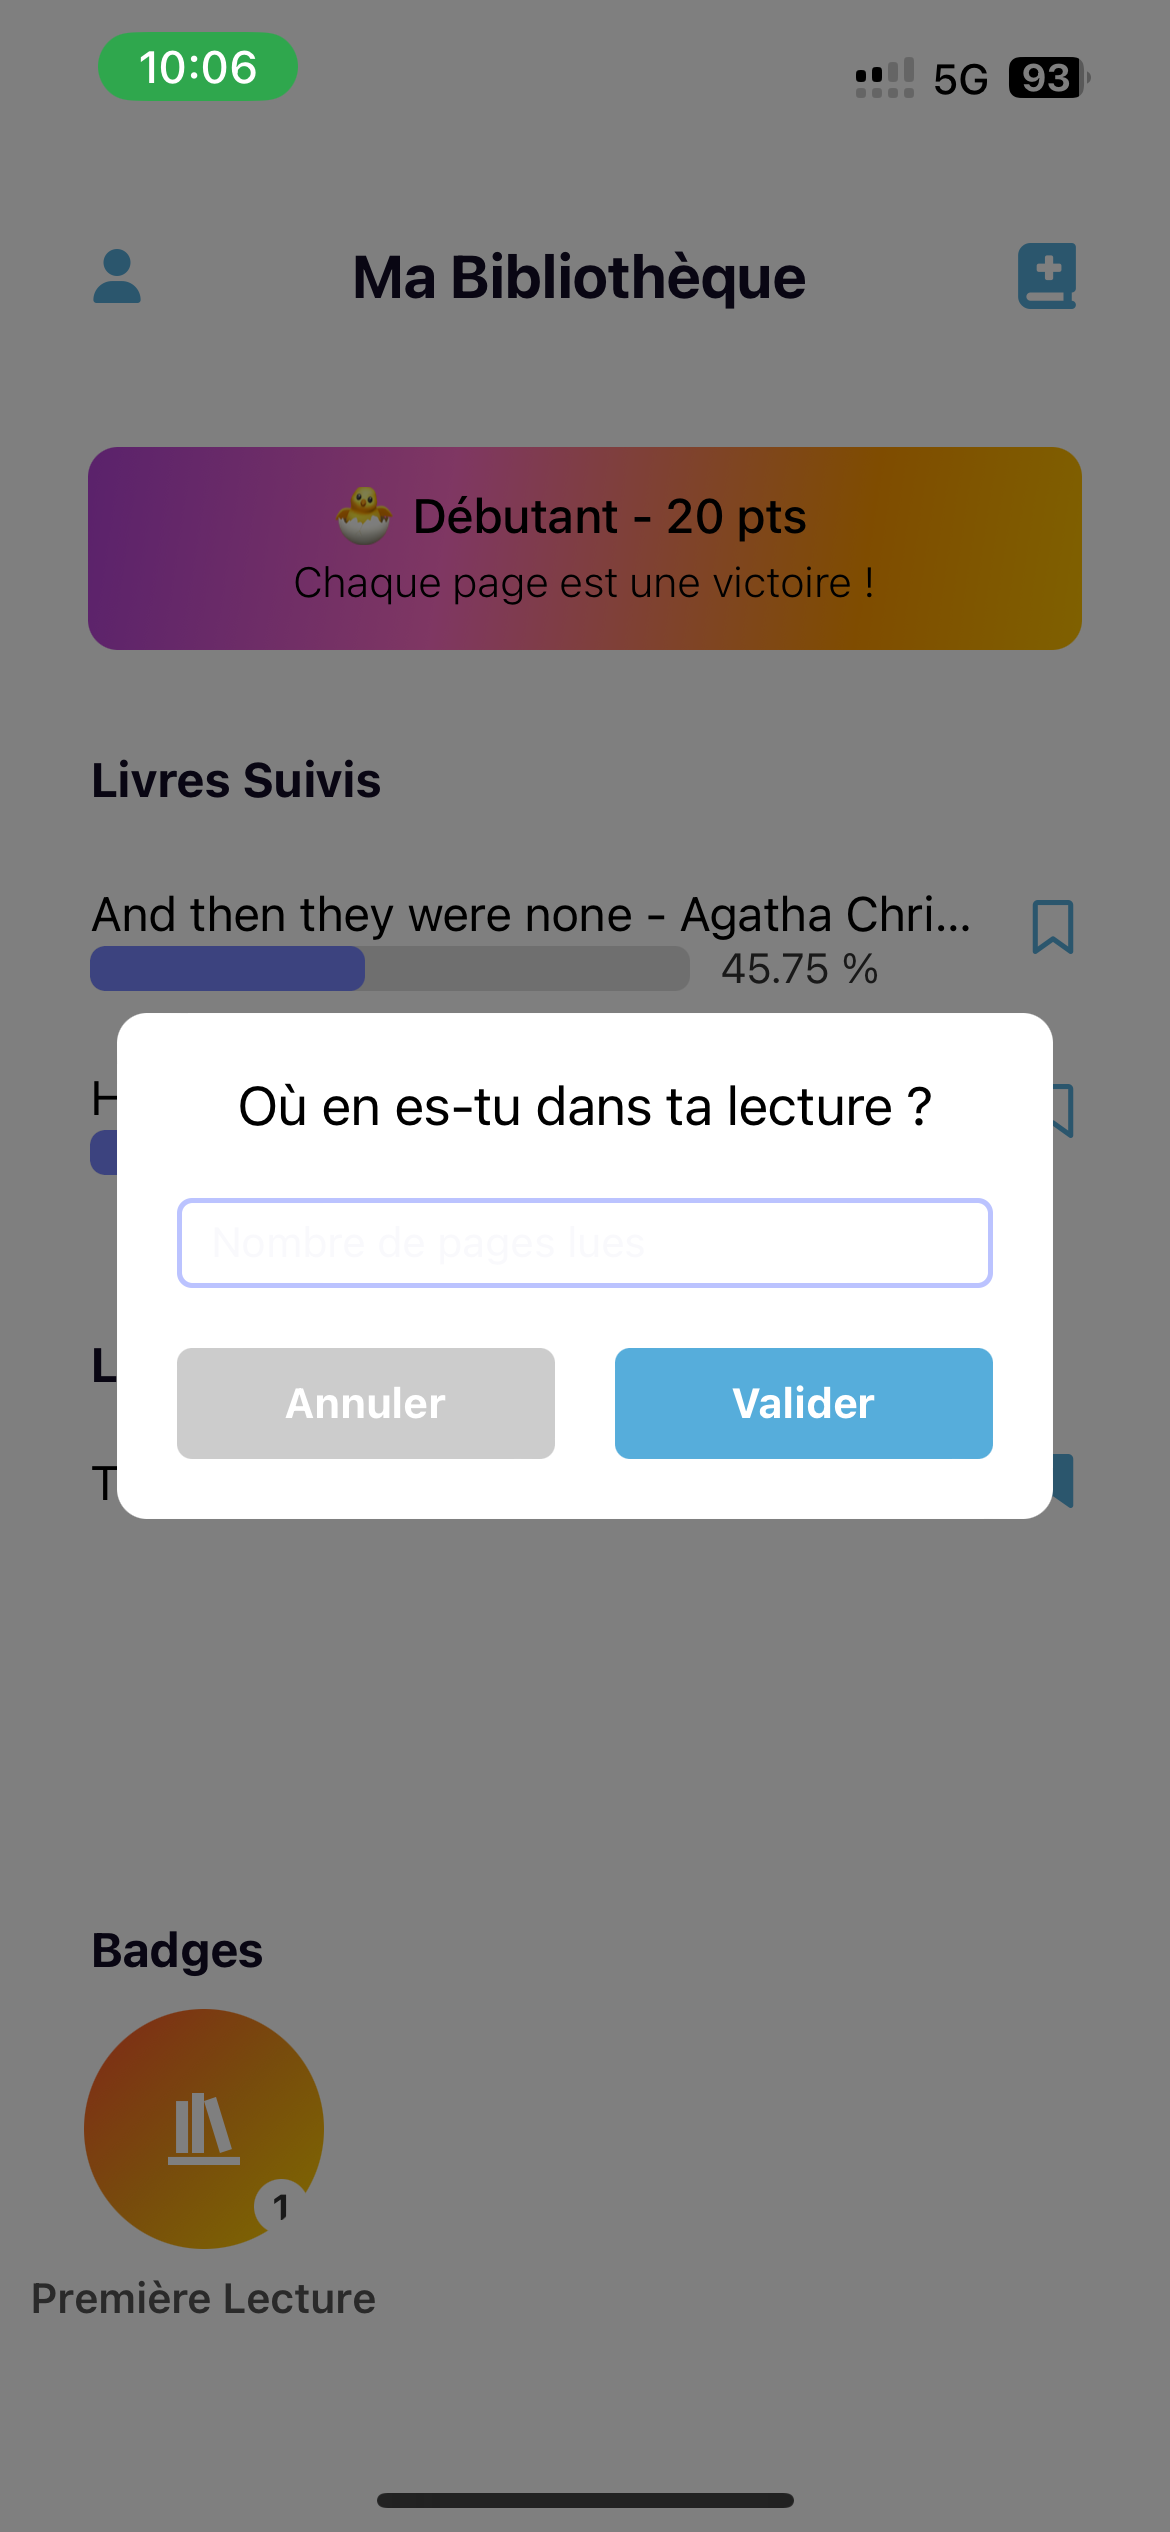 10:06
5G 93
Ma Bibliothèque
Débutant - 20 pts
Chaque page est une victoire !
Livres Suivis
And then they were none - Agatha Chri...
45.75 %
H
Où en es-tu dans ta lecture ?
Nombre de pages lues
L
Annuler Valider
T
Badges
1
Première Lecture